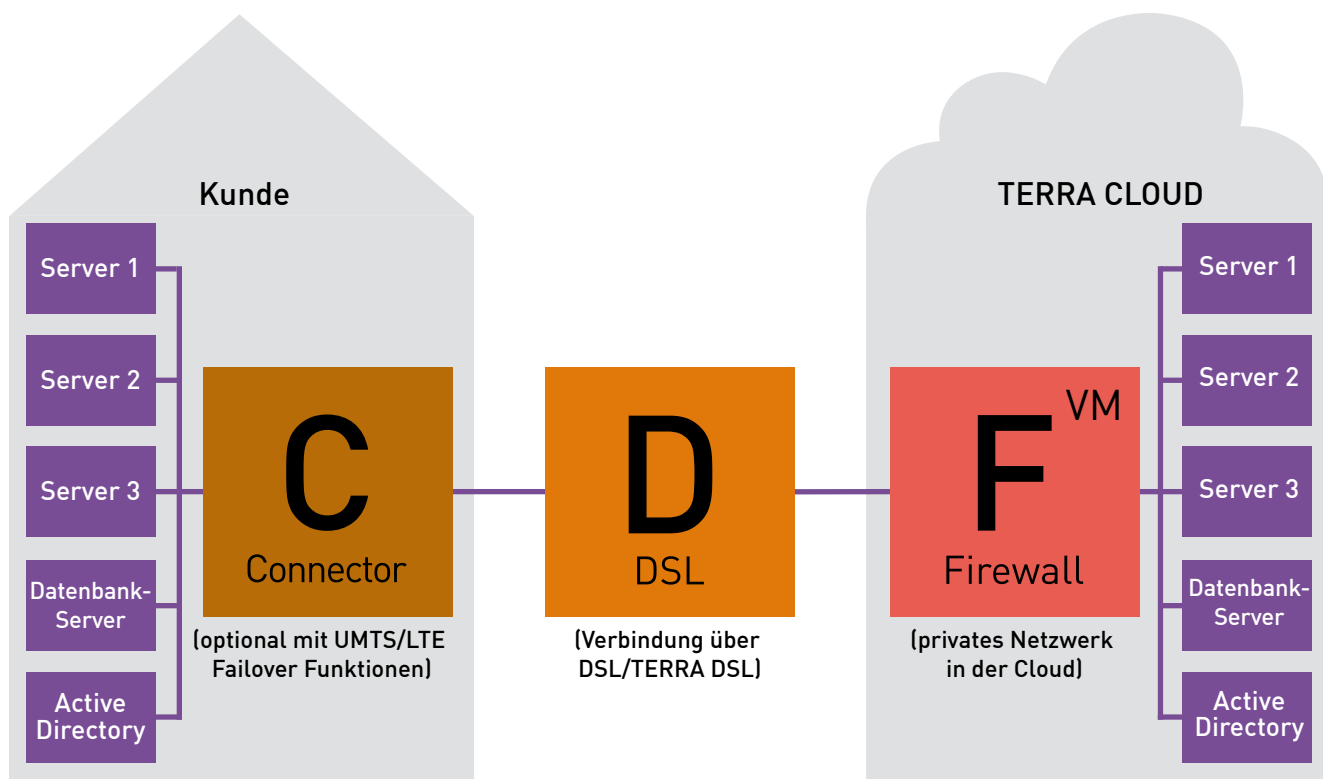 Kunde
Server 1
Server 2
Server 3
Datenbank-
Server
Active
Directory
C
Connector
(optional mit UMTS/LTE
Failover Funktionen)
D
DSL
(Verbindung über
DSL/TERRA DSL)
TERRA CLOUD
F
VM
Firewall
(privates Netzwerk
in der Cloud)
Server 1
Server 2
Server 3
Datenbank-
Server
Active
Directory